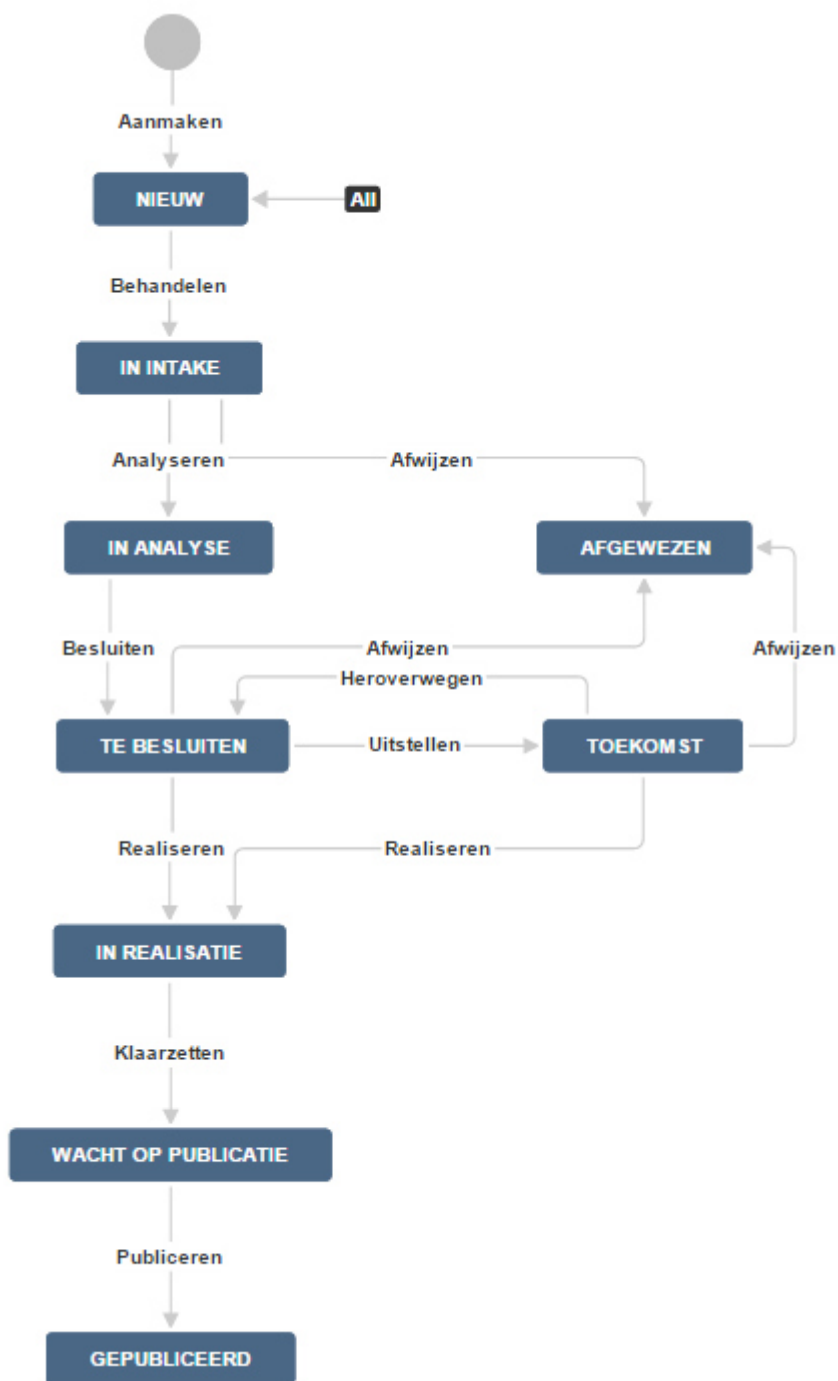 Aanmaken
NIEUW
All
Behandelen
IN INTAKE
Analyseren
Afwijzen
IN ANALYSE
AFGEWEZEN
Besluiten
Afwijzen
Afwijzen
Heroverwegen
TE BESLUITEN
Uitstellen
TOEKOMST
Realiseren
Realiseren
IN REALISATIE
Klaarzetten
WACHT OP PUBLICATIE
Publiceren
GEPUBLICEERD